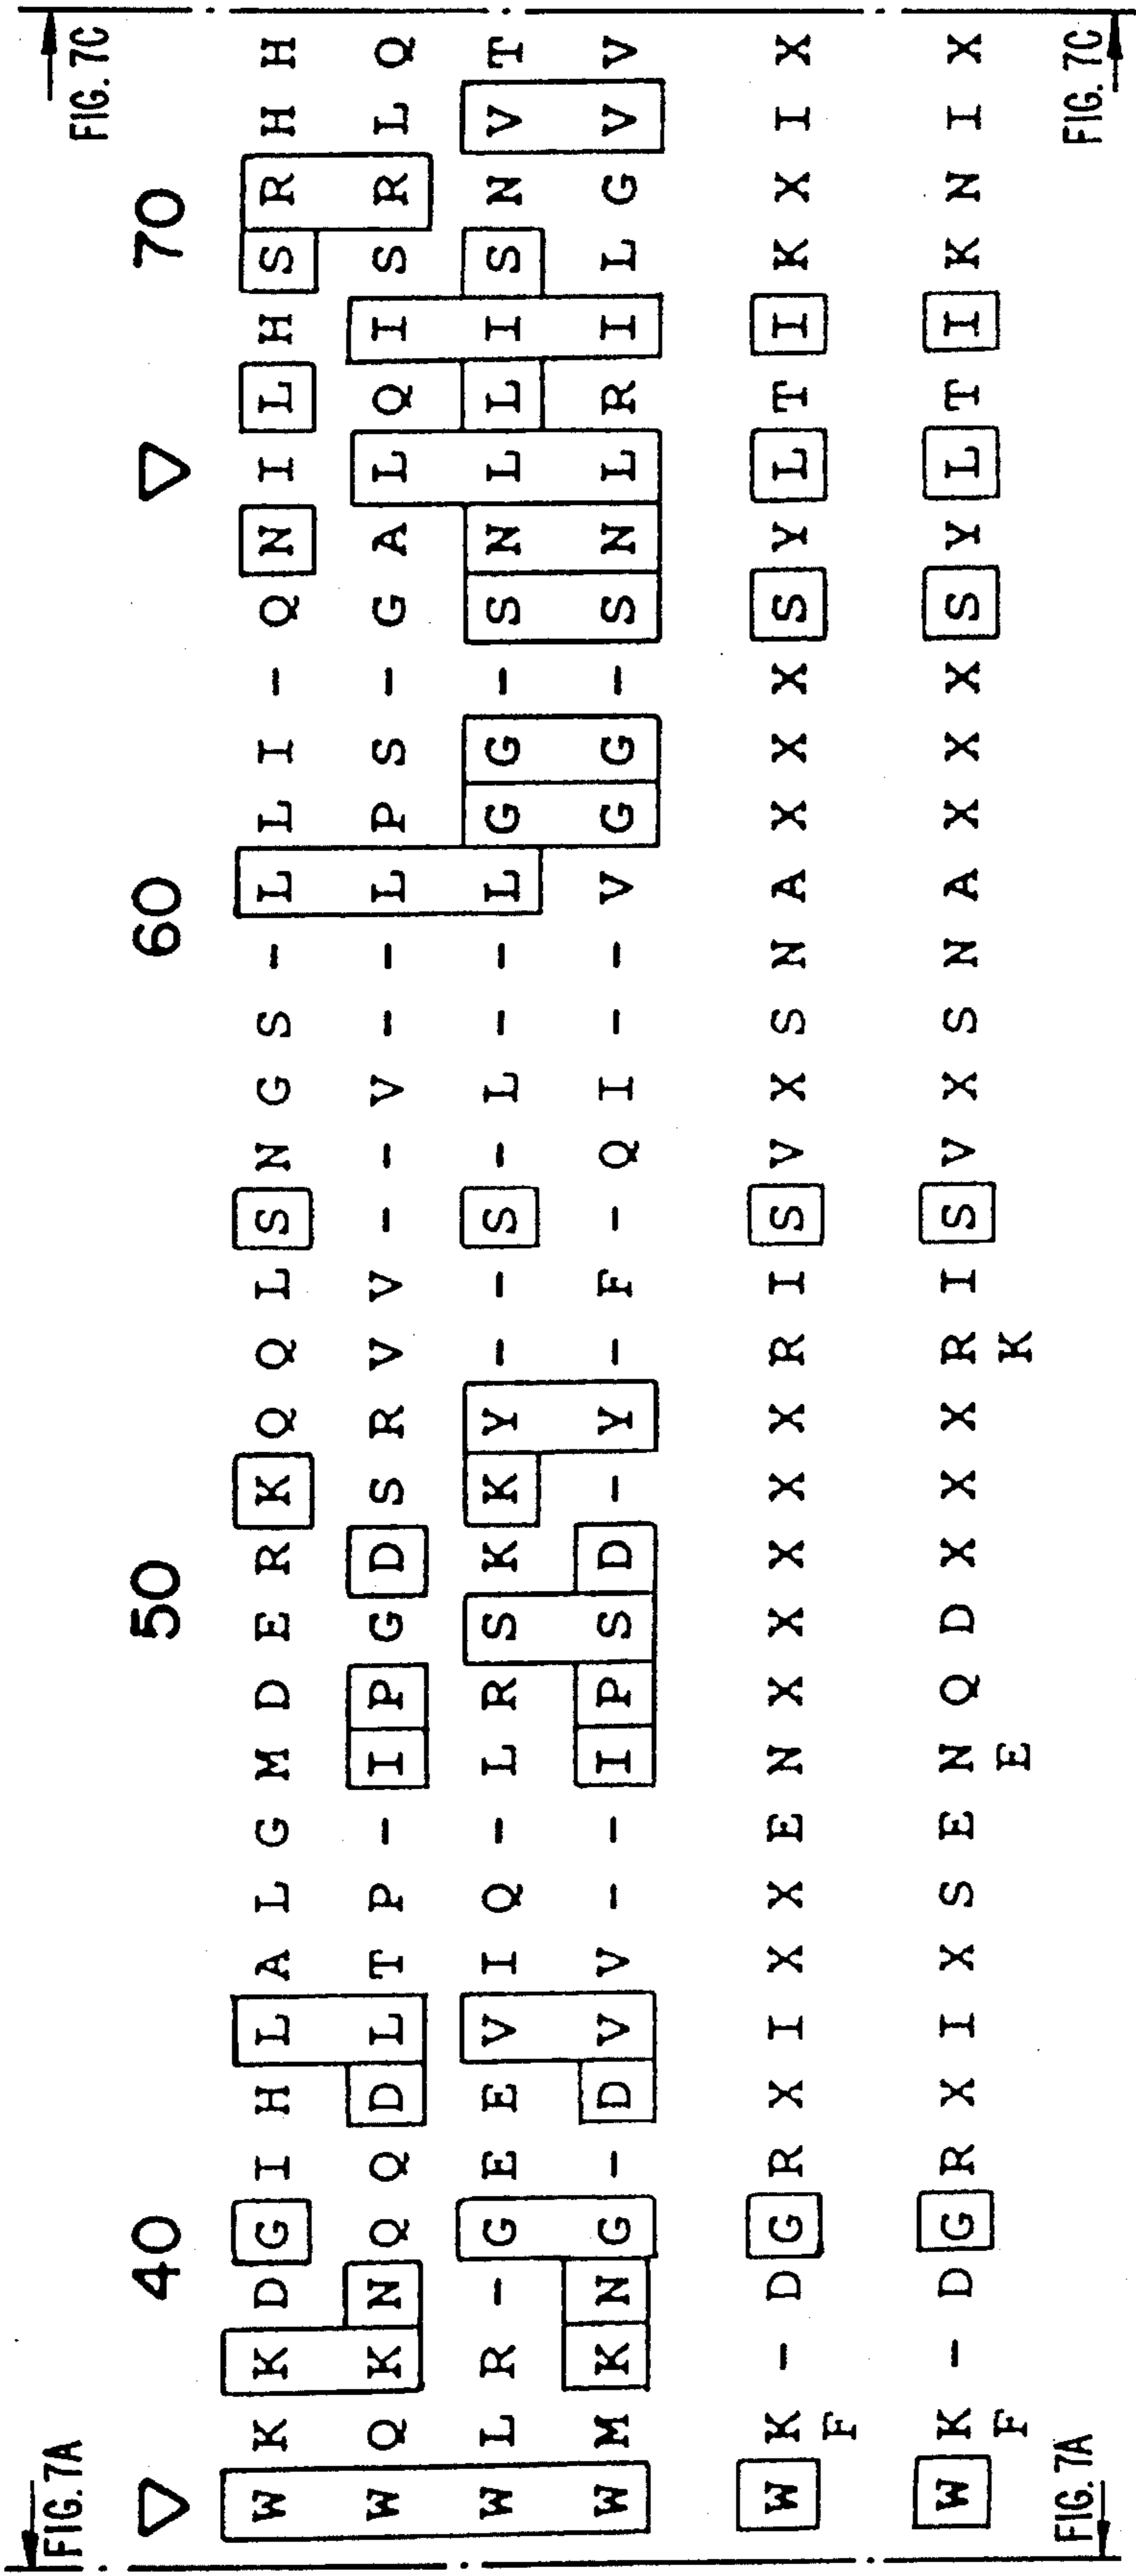 FIG. 7A FIG. 7C
40 50 60 70
W K K D G I H L A L G M D E R K Q Q L S N G S - L L I - Q N I L H S R H H
W Q K N Q Q D L T P - I P G D S R V V - - V - - L P S - G A L Q I S R L Q
W L R - G E E V I Q - L R S K K Y - - S - L - - L G G - S N L L I S N V T
W M K N G - D V V - - I P S D - Y - F - Q I - - V G G - S N L R I L G V V
W K - D G R X I X X E N X X X X X R I S V X S N A X X X S Y L T I K X I X
F
W K - D G R X I X S E N Q D X X X R I S V X S N A X X X S Y L T I K N I X
F E K
FIG. 7A FIG. 7C